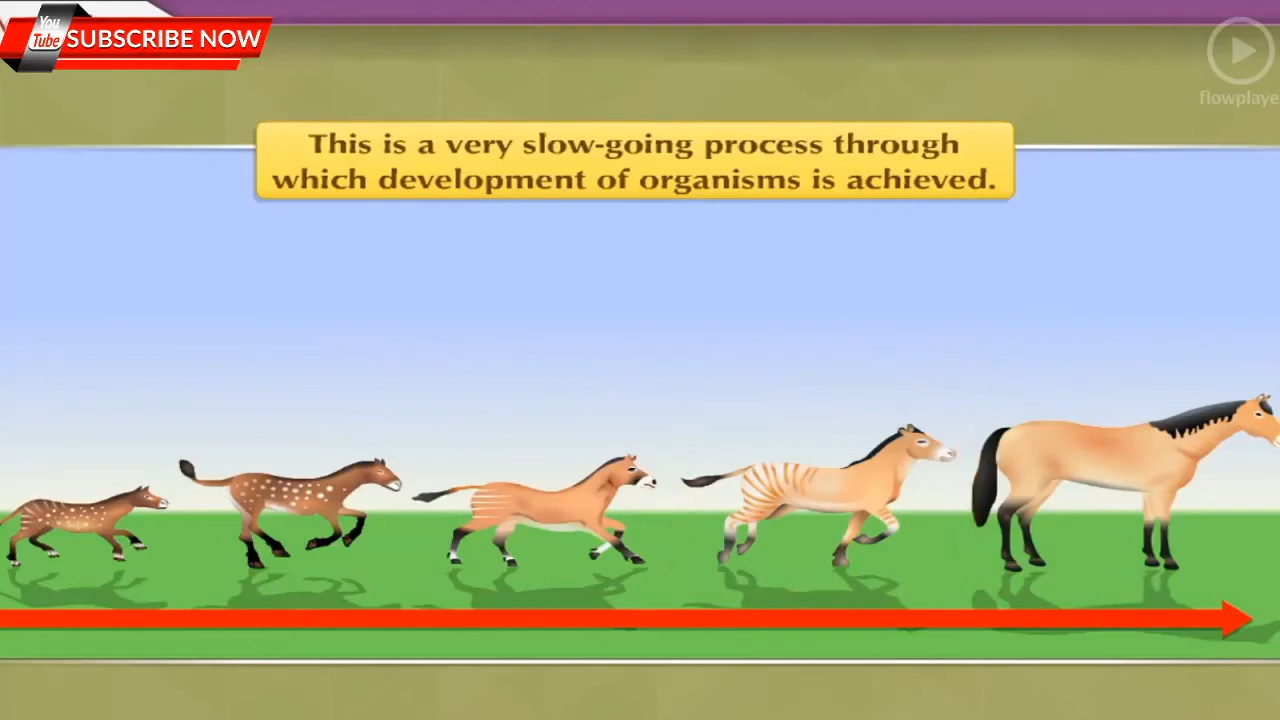 You
Tube
SUBSCRIBE NOW
flowplaye
This is a very slow-going process through
which development of organisms is achieved.